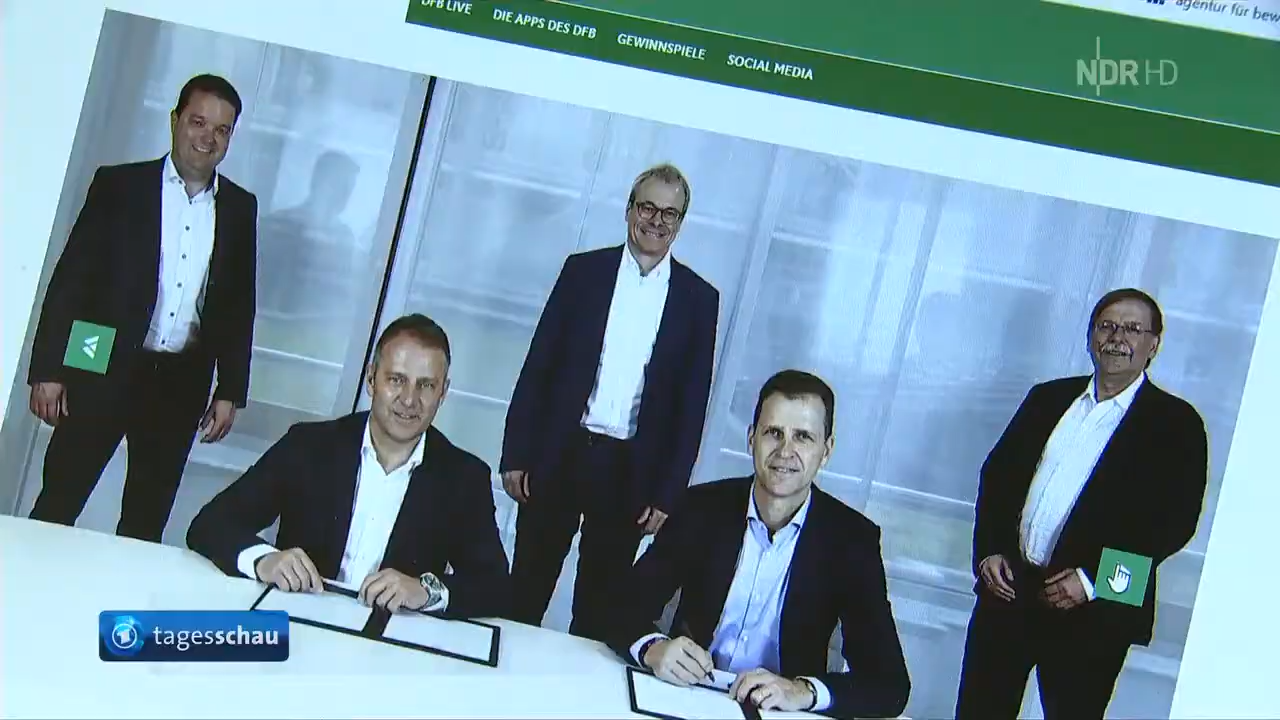 agentur für bew
DFB LIVE DIE APPS DES DFB GEWINNSPIELE SOCIAL MEDIA
NDR HD
tagesschau